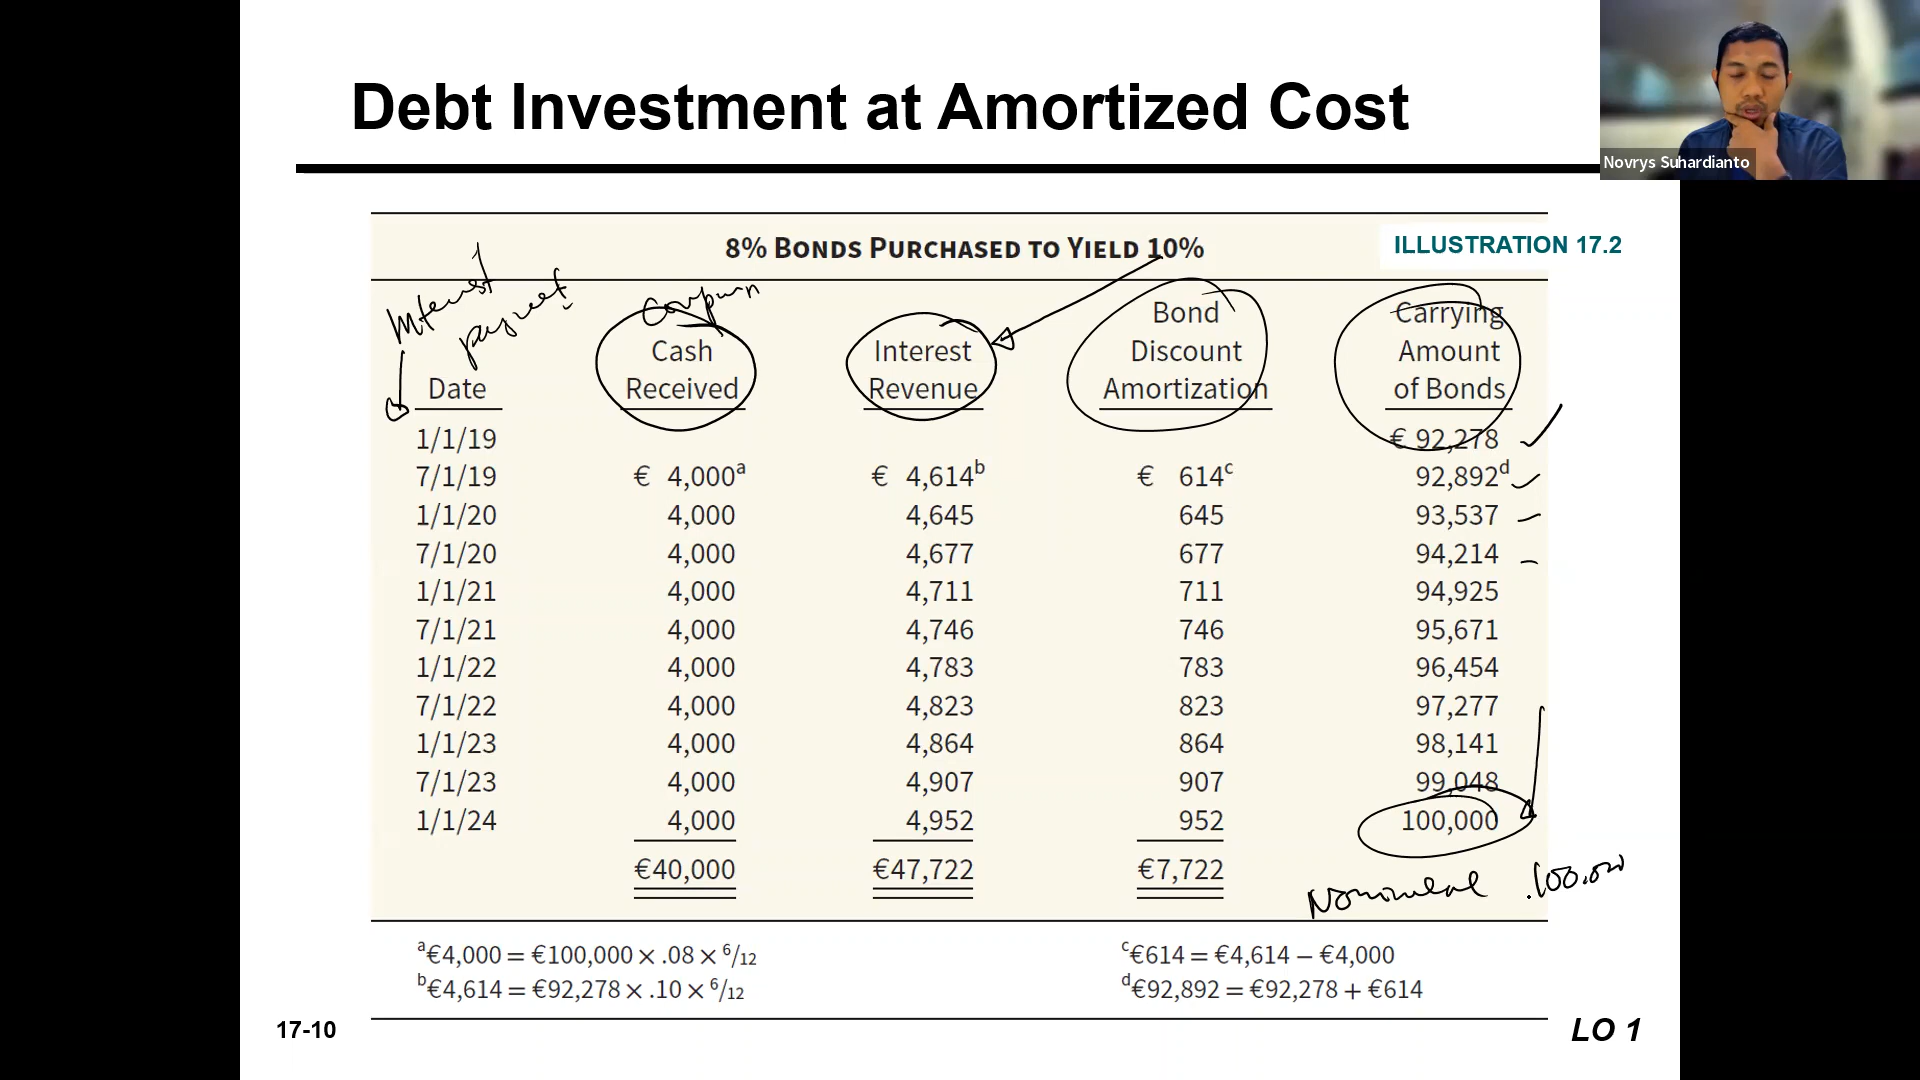 Debt Investment at Amortized Cost
Novrys Suhardianto
8% BONDS PURCHASED TO YIELD 10%
ILLUSTRATION 17.2
Interest
payment
Coupon
Date
Cash
Received
Interest
Revenue
Bond
Discount
Amortization
Carrying
Amount
of Bonds
1/1/19 € 92,278
7/1/19 € 4,000a € 4,614b € 614c 92,892d
1/1/20 4,000 4,645 645 93,537
7/1/20 4,000 4,677 677 94,214
1/1/21 4,000 4,711 711 94,925
7/1/21 4,000 4,746 746 95,671
1/1/22 4,000 4,783 783 96,454
7/1/22 4,000 4,823 823 97,277
1/1/23 4,000 4,864 864 98,141
7/1/23 4,000 4,907 907 99,048
1/1/24 4,000 4,952 952 100,000
€40,000 €47,722 €7,722
100.000
a€4,000 = €100,000 × .08 × 6/12
b€4,614 = €92,278 × .10 × 6/12
c€614 = €4,614 − €4,000
d€92,892 = €92,278 + €614
17-10
LO 1